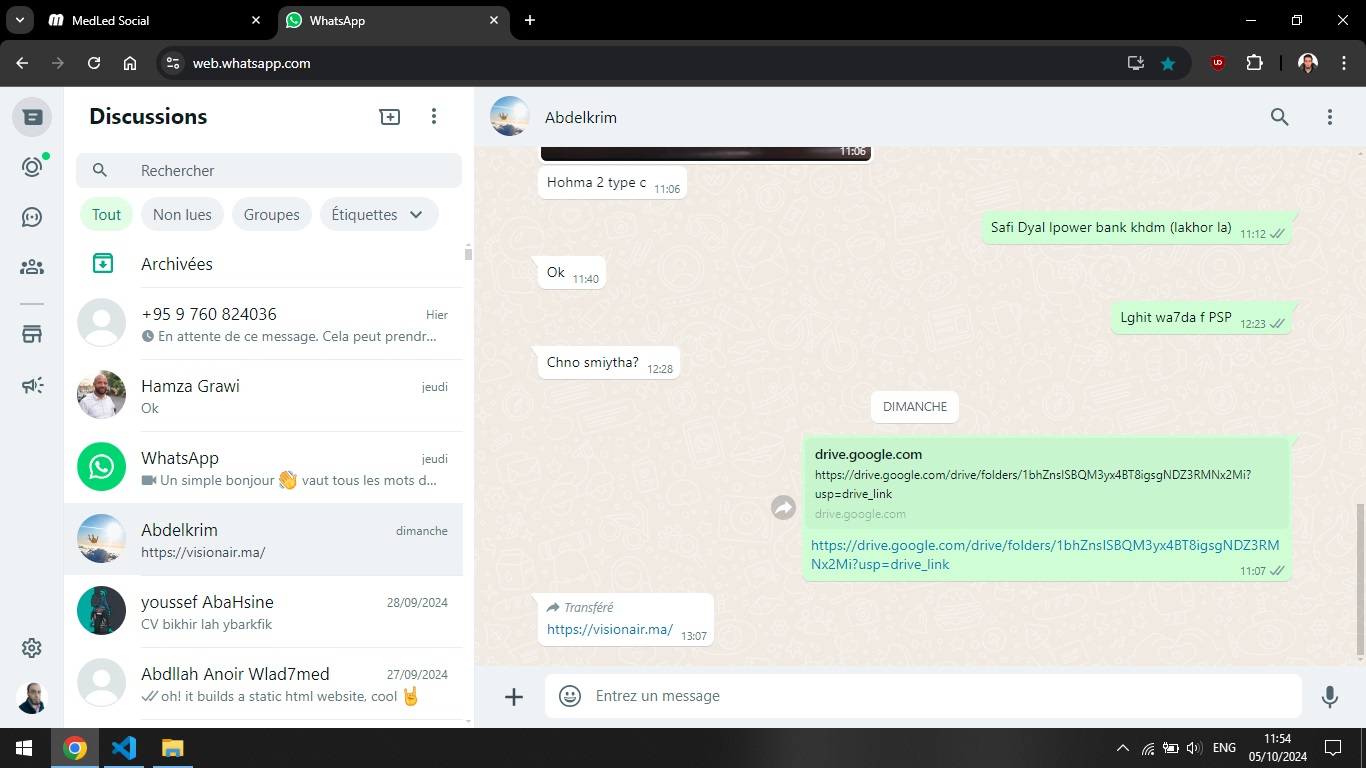 MedLed Social
WhatsApp
web.whatsapp.com
Discussions
Rechercher
Tout
Non lues
Groupes
Étiquettes
Archivées
+95 9 760 824036
Hier
En attente de ce message. Cela peut prendr...
Hamza Grawi
jeudi
Ok
WhatsApp
jeudi
Un simple bonjour 👋 vaut tous les mots d...
Abdelkrim
dimanche
https://visionair.ma/
youssef AbaHsine
28/09/2024
CV bikhir lah ybarkfik
Abdllah Anoir Wlad7med
27/09/2024
oh! it builds a static html website, cool 🤘
Abdelkrim
11:06
Hohma 2 type c 11:06
Safi Dyal lpower bank khdm (lakhor la) 11:12
Ok 11:40
Lghit wa7da f PSP 12:23
Chno smiytha? 12:28
DIMANCHE
drive.google.com
https://drive.google.com/drive/folders/1bhZnsISBQM3yx4BT8igsgNDZ3RMNx2Mi?
usp=drive_link
drive.google.com
https://drive.google.com/drive/folders/1bhZnsISBQM3yx4BT8igsgNDZ3RM
Nx2Mi?usp=drive_link
11:07
Transféré
https://visionair.ma/ 13:07
Entrez un message
ENG
11:54
05/10/2024